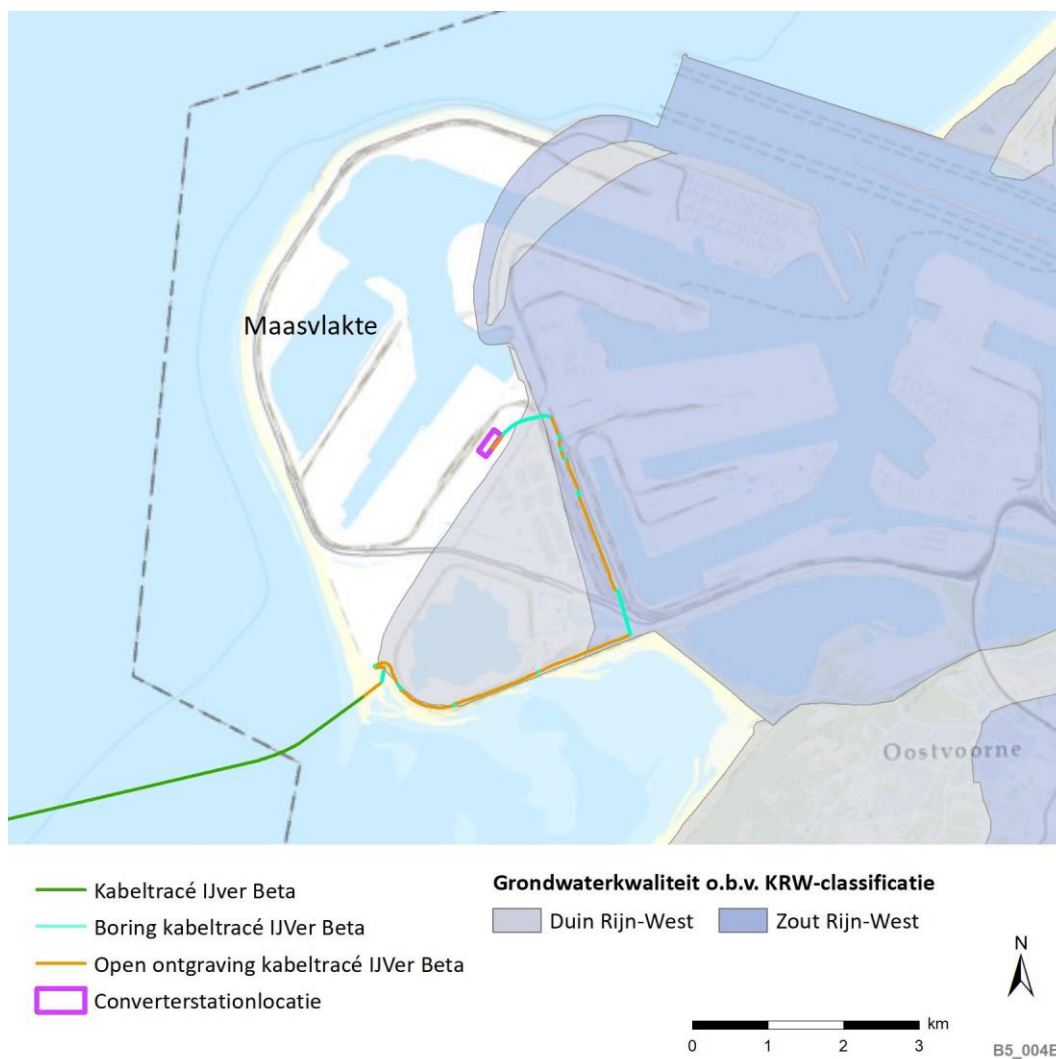 Maasvlakte
Oostvoorne
Kabeltracé IJver Beta
Boring kabeltracé IJVer Beta
Open ontgraving kabeltracé IJVer Beta
Converterstationlocatie
Grondwaterkwaliteit o.b.v. KRW-classificatie
Duin Rijn-West Zout Rijn-West
N
km
0 1 2 3
B5_004E